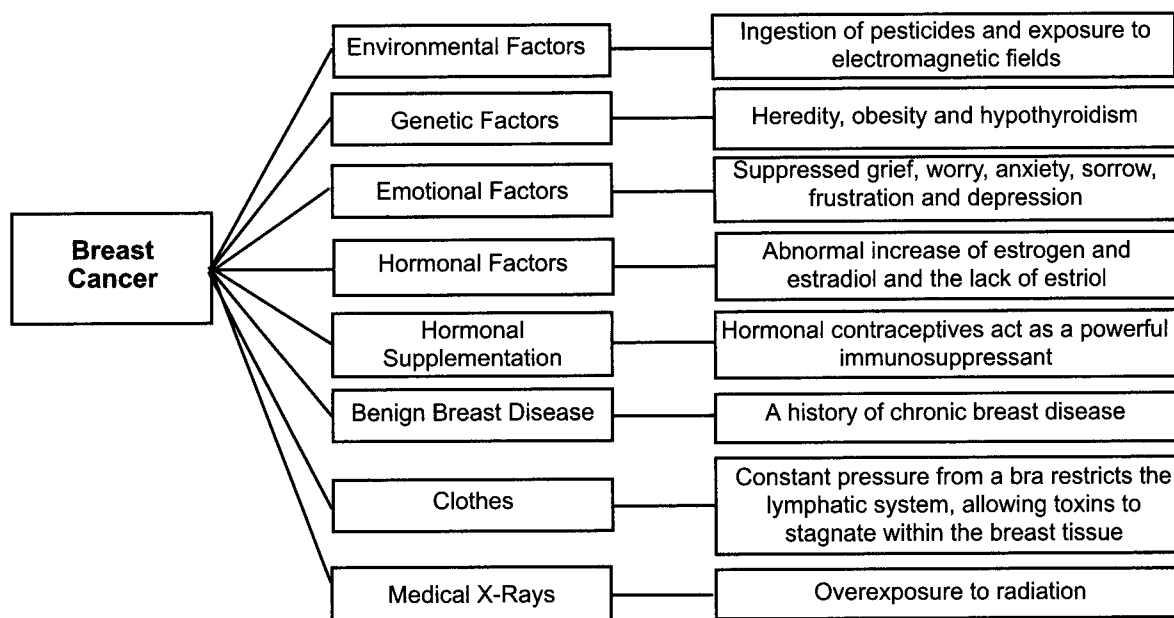 Breast
Cancer
Environmental Factors
Ingestion of pesticides and exposure to
electromagnetic fields
Genetic Factors
Heredity, obesity and hypothyroidism
Emotional Factors
Suppressed grief, worry, anxiety, sorrow,
frustration and depression
Hormonal Factors
Abnormal increase of estrogen and
estradiol and the lack of estriol
Hormonal
Supplementation
Hormonal contraceptives act as a powerful
immunosuppressant
Benign Breast Disease
A history of chronic breast disease
Clothes
Constant pressure from a bra restricts the
lymphatic system, allowing toxins to
stagnate within the breast tissue
Medical X-Rays
Overexposure to radiation